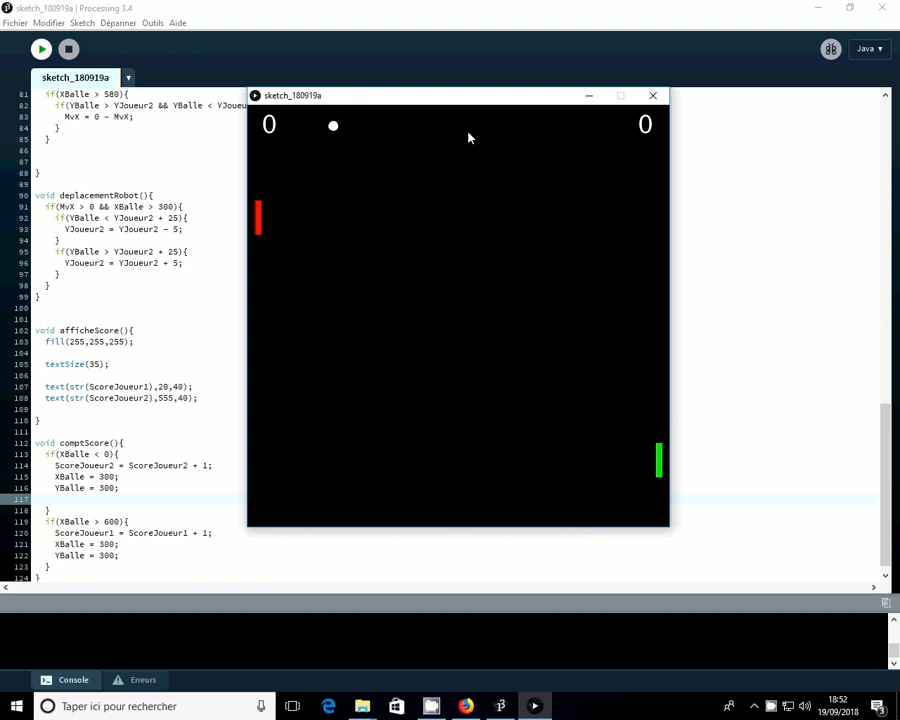 sketch_180919a | Processing 3.4
Fichier Modifier Sketch Dépanner Outils Aide
Java ▾
sketch_180919a
81 if(XBalle > 580){
82 if(YBalle > YJoueur2 && YBalle < YJoueu
83 MvX = 0 - MvX;
84 }
85 }
86
87
88 }
89
90 void deplacementRobot(){
91 if(MvX > 0 && XBalle > 300){
92 if(YBalle < YJoueur2 + 25){
93 YJoueur2 = YJoueur2 - 5;
94 }
95 if(YBalle > YJoueur2 + 25){
96 YJoueur2 = YJoueur2 + 5;
97 }
98 }
99 }
100
101
102 void afficheScore(){
103 fill(255,255,255);
104
105 textSize(35);
106
107 text(str(ScoreJoueur1),20,40);
108 text(str(ScoreJoueur2),555,40);
109
110 }
111
112 void comptScore(){
113 if(XBalle < 0){
114 ScoreJoueur2 = ScoreJoueur2 + 1;
115 XBalle = 300;
116 YBalle = 300;
117
118 }
119 if(XBalle > 600){
120 ScoreJoueur1 = ScoreJoueur1 + 1;
121 XBalle = 300;
122 YBalle = 300;
123 }
124 }
sketch_180919a
0 0
Console Erreurs
Taper ici pour rechercher
18:52
19/09/2018
3